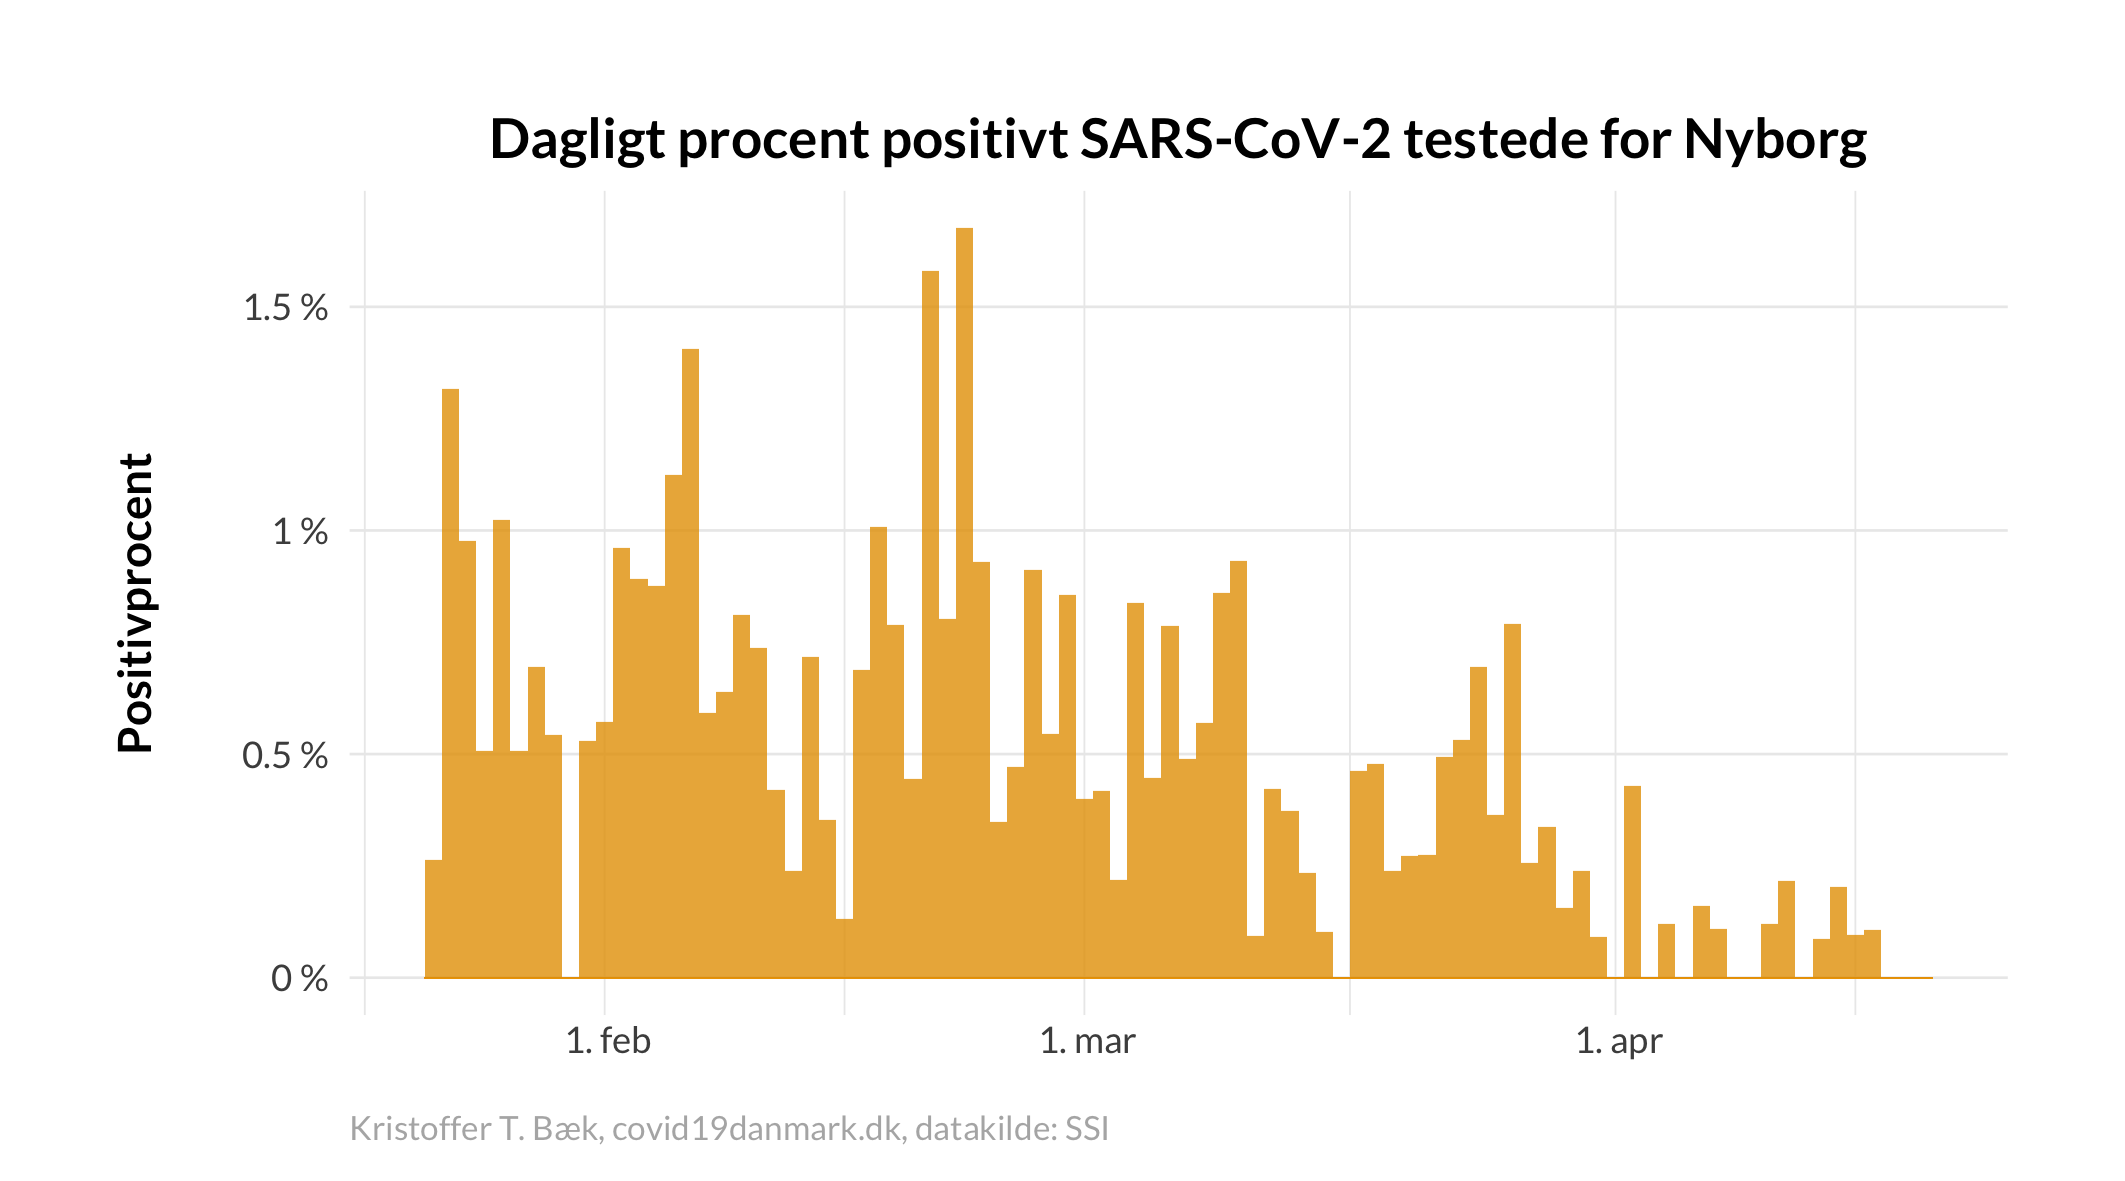 Dagligt procent positivt SARS-CoV-2 testede for Nyborg
Positivprocent
1.5 %
1 %
0.5 %
0 %
1. feb
1. mar
1. apr
Kristoffer T. Bæk, covid19danmark.dk, datakilde: SSI